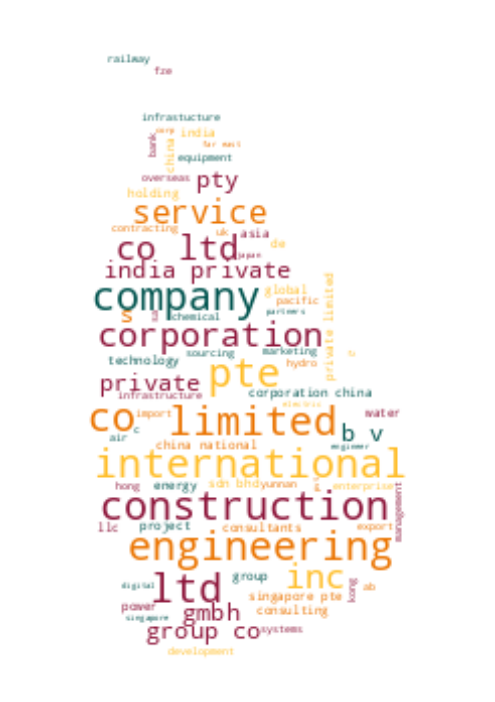 railway
fze
infrastucture
corp india
bank
china
far east
equipment
overseas pty
holding
service
contracting
uk asia
de
co ltd
japan
india private
company
global
pacific
partners
private limited
s
chemical
corporation
sourcing marketing
technology
hydro
pte
private
corporation china
infrastructure
electric
co import limited
water
air c
b v
engineer
china national
international
hong energy sdn bhd yunnan
enterprise
construction
management
llc project consultants export
engineering
ltd
group
inc
digital
ab
kong
singapore pte
power
gmbh
consulting
singapore
group co systems
development